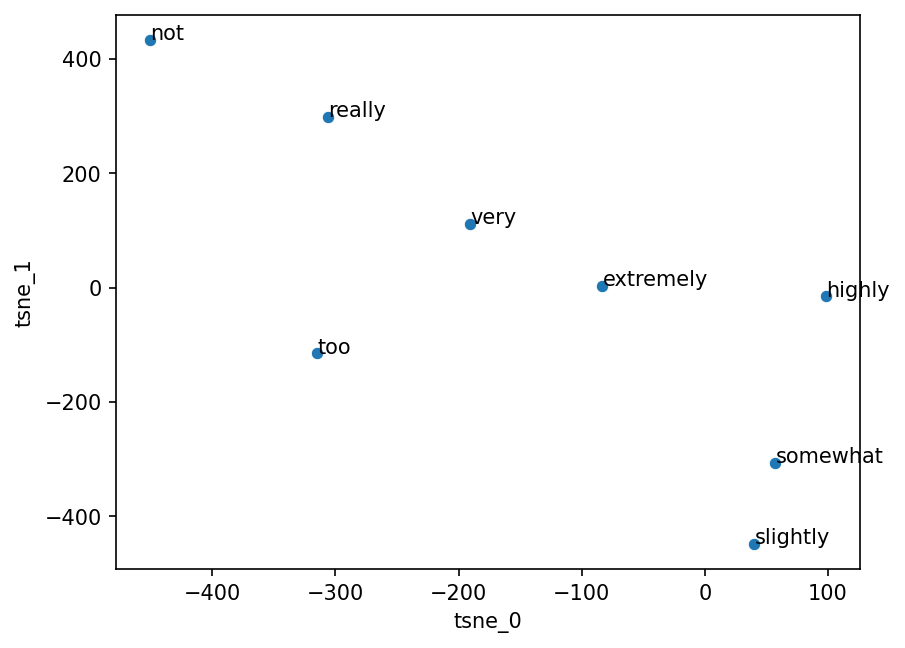 not
400
really
200
very
extremely
0
highly
tsne_1
too
−200
somewhat
−400
slightly
−400
−300
−200
−100
0
100
tsne_0